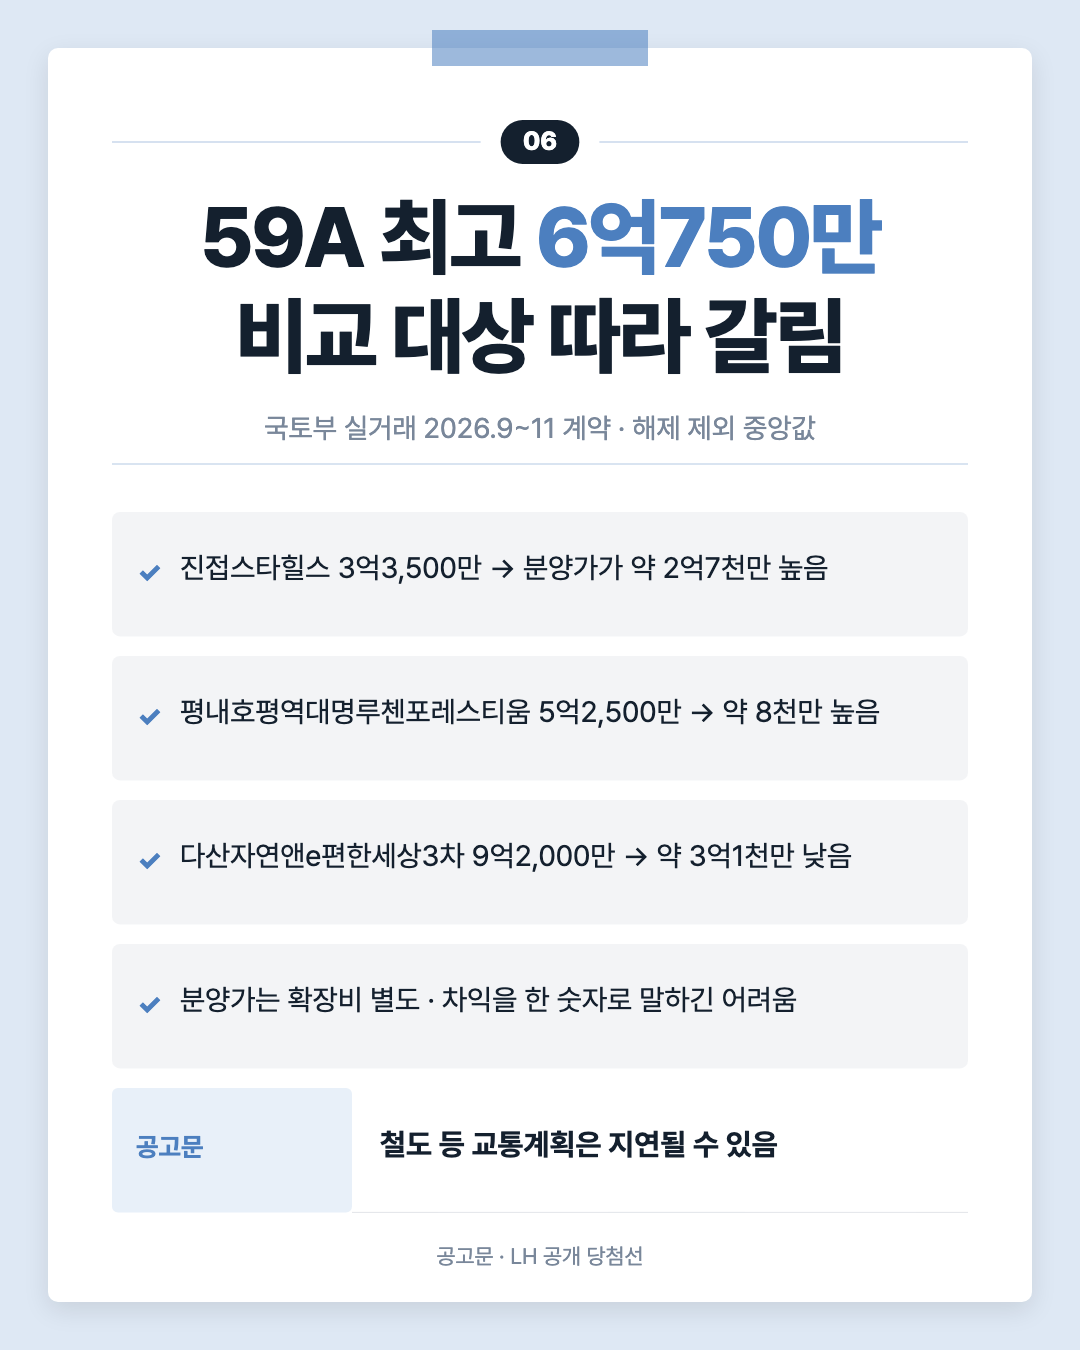 06
59A 최고 6억750만
비교 대상 따라 갈림
국토부 실거래 2026.9~11 계약 · 해제 제외 중앙값
진접스타힐스 3억3,500만 → 분양가가 약 2억7천만 높음
평내호평역대명루첸포레스티움 5억2,500만 → 약 8천만 높음
다산자연앤e편한세상3차 9억2,000만 → 약 3억1천만 낮음
분양가는 확장비 별도 · 차익을 한 숫자로 말하긴 어려움
공고문 철도 등 교통계획은 지연될 수 있음
공고문 · LH 공개 당첨선